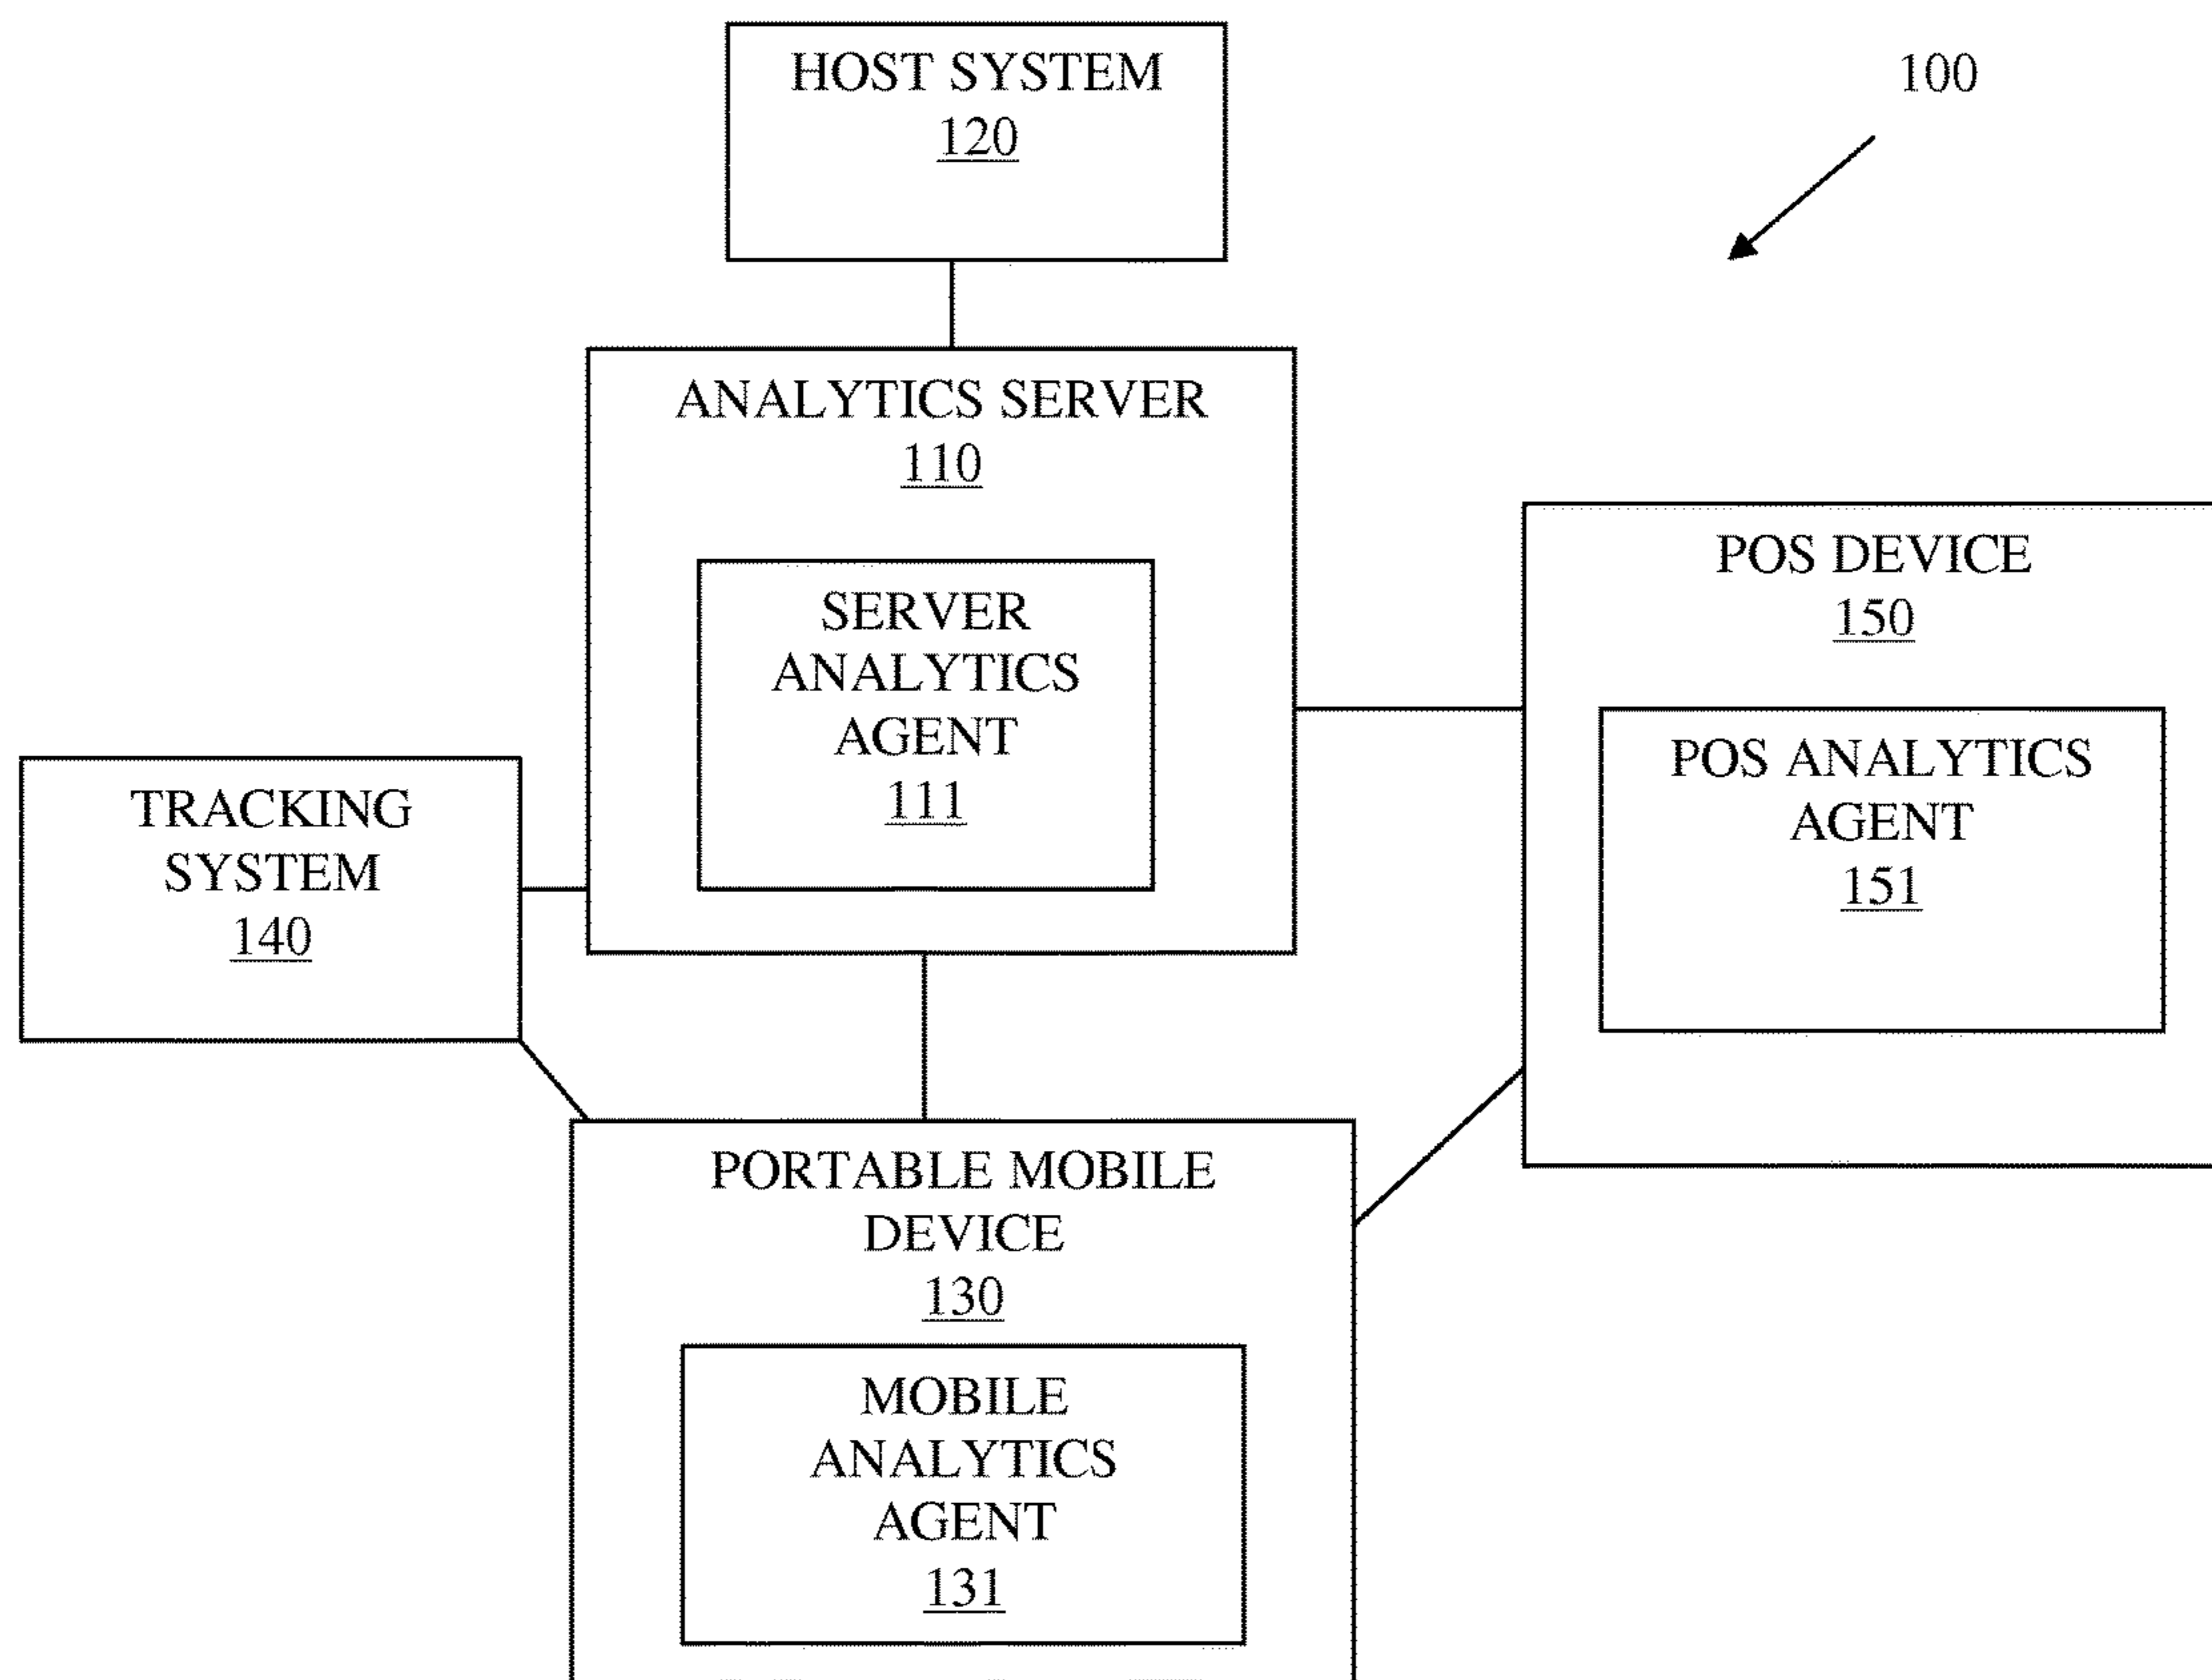 HOST SYSTEM
120
100
ANALYTICS SERVER
110
SERVER
ANALYTICS
AGENT
111
POS DEVICE
150
POS ANALYTICS
AGENT
151
TRACKING
SYSTEM
140
PORTABLE MOBILE
DEVICE
130
MOBILE
ANALYTICS
AGENT
131